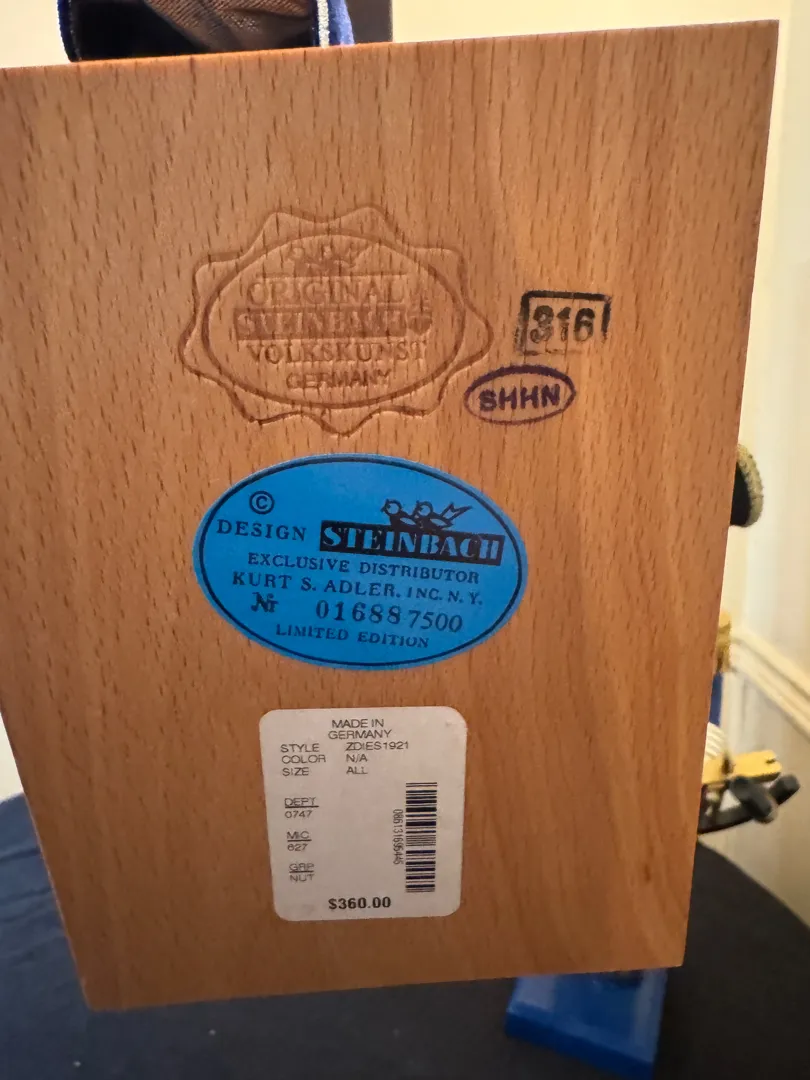 ORIGINAL
STEINBACH
VOLKSKUNST
GERMANY
316
SHHN
©
DESIGN STEINBACH
EXCLUSIVE DISTRIBUTOR
KURT S. ADLER, INC. N.Y.
Nr 01688 7500
LIMITED EDITION
MADE IN
GERMANY
STYLE ZDIES1921
COLOR N/A
SIZE ALL
DEPT
0747
MIC
627
GRP
NUT
$360.00